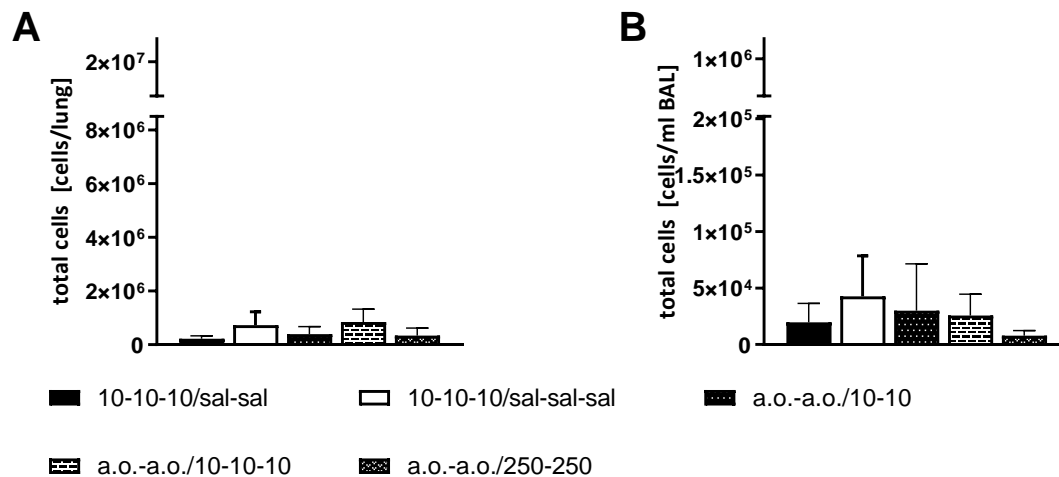 A
total cells [cells/lung]
2×10⁷
8×10⁶
6×10⁶
4×10⁶
2×10⁶
0
B
total cells [cells/ml BAL]
1×10⁶
2×10⁵
1.5×10⁵
1×10⁵
5×10⁴
0
10-10-10/sal-sal
10-10-10/sal-sal-sal
a.o.-a.o./10-10
a.o.-a.o./10-10-10
a.o.-a.o./250-250